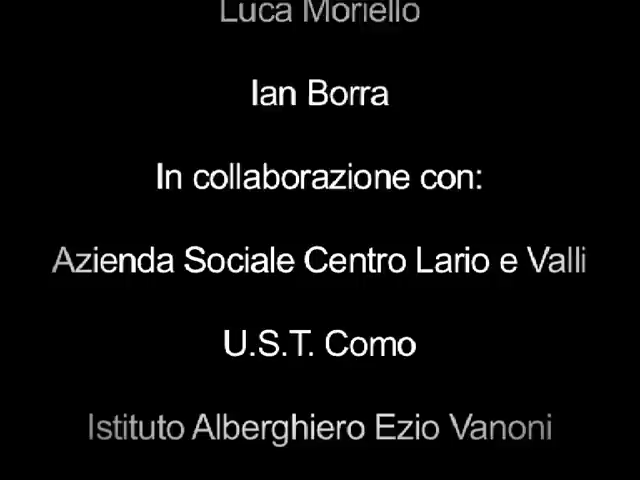 Luca Moriello
Ian Borra
In collaborazione con:
Azienda Sociale Centro Lario e Valli
U.S.T. Como
Istituto Alberghiero Ezio Vanoni